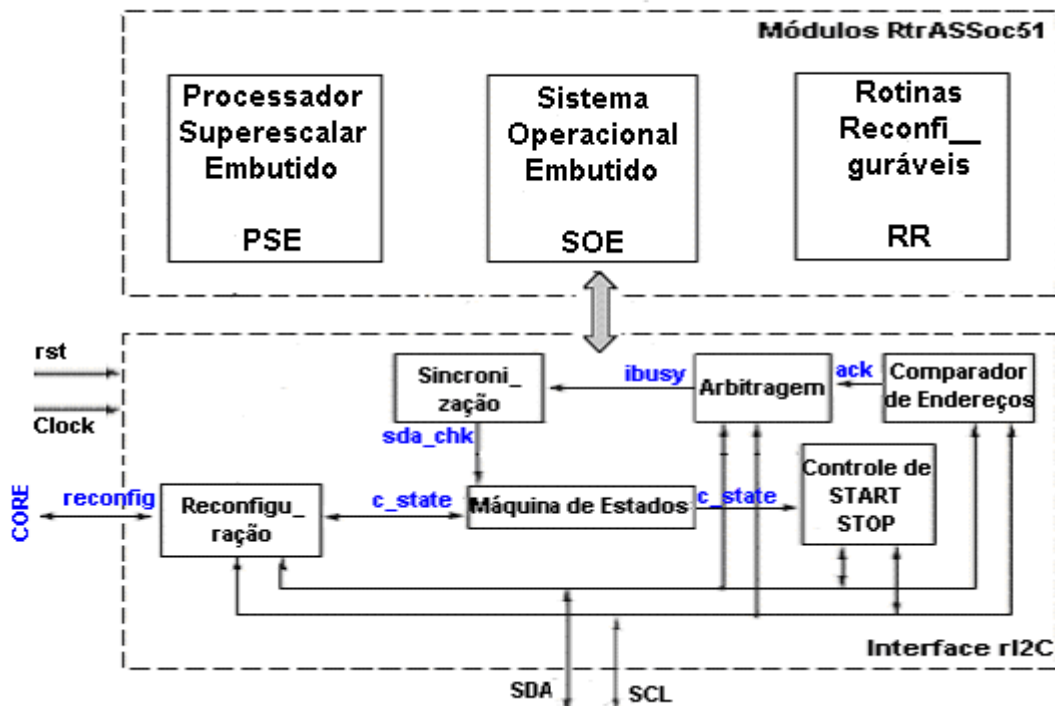 Módulos RtrASSoc51
Processador
Superescalar
Embutido
PSE
Sistema
Operacional
Embutido
SOE
Rotinas
Reconfi__
guráveis
RR
rst
Clock
Sincroni_
zação
ibusy
Arbitragem
ack
Comparador
de Endereços
sda_chk
CORE
reconfig
Reconfigu_
ração
c_state
Máquina de Estados
c_state
Controle de
START
STOP
Interface rI2C
SDA
SCL